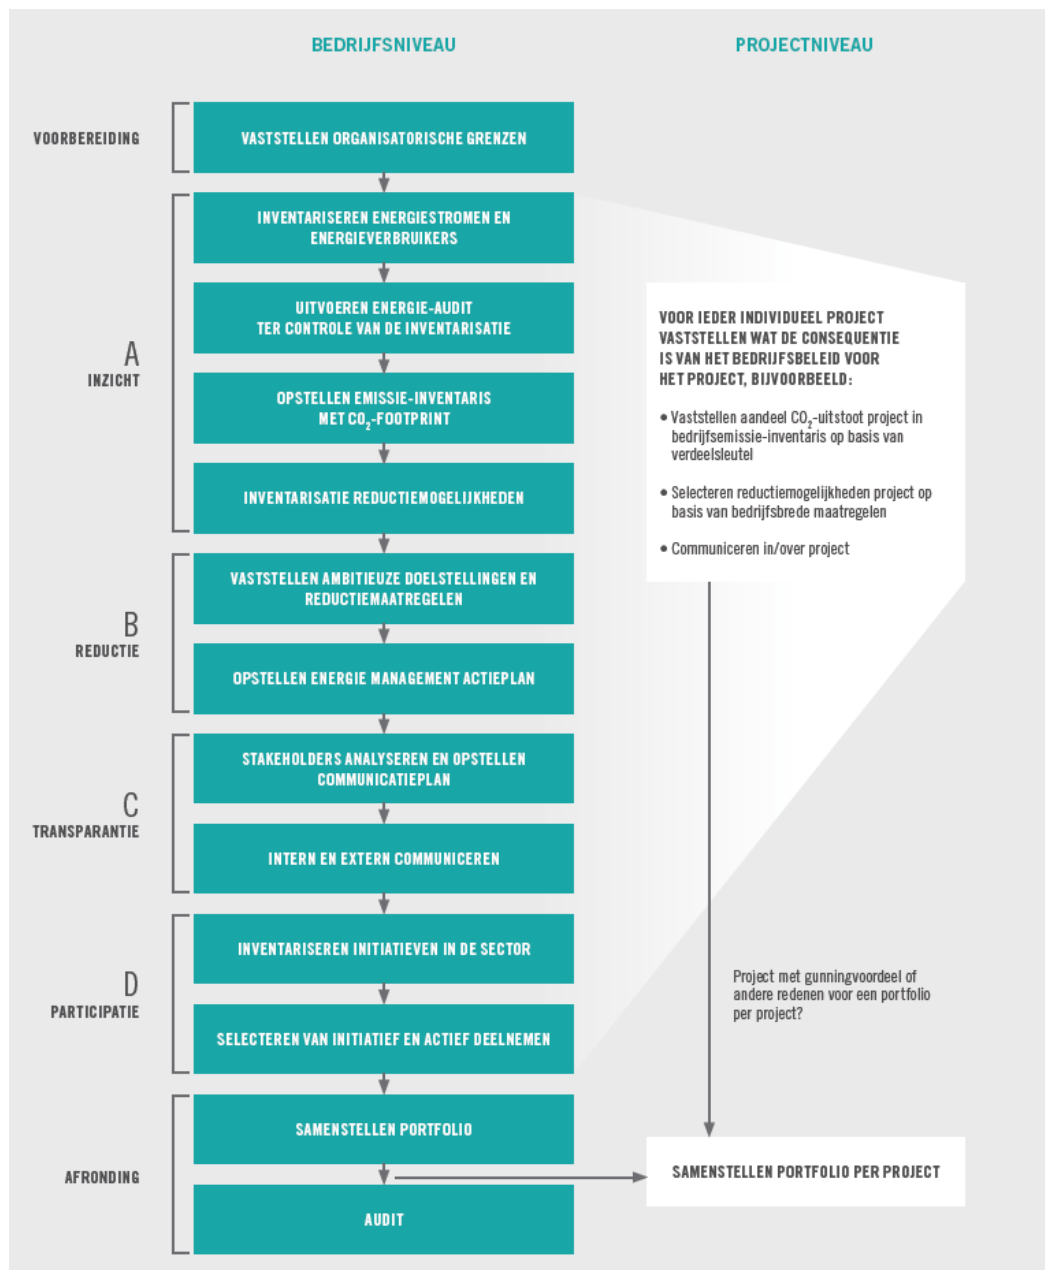 BEDRIJFSNIVEAU
PROJECTNIVEAU
VOORBEREIDING
VASTSTELLEN ORGANISATORISCHE GRENZEN
A
INZICHT
INVENTARISEREN ENERGIESTROMEN EN
ENERGIEVERBRUIKERS
UITVOEREN ENERGIE-AUDIT
TER CONTROLE VAN DE INVENTARISATIE
OPSTELLEN EMISSIE-INVENTARIS
MET CO₂-FOOTPRINT
INVENTARISATIE REDUCTIEMOGELIJKHEDEN
B
REDUCTIE
VASTSTELLEN AMBITIEUZE DOELSTELLINGEN EN
REDUCTIEMAATREGELEN
OPSTELLEN ENERGIE MANAGEMENT ACTIEPLAN
C
TRANSPARANTIE
STAKEHOLDERS ANALYSEREN EN OPSTELLEN
COMMUNICATIEPLAN
INTERN EN EXTERN COMMUNICEREN
D
PARTICIPATIE
INVENTARISEREN INITIATIEVEN IN DE SECTOR
SELECTEREN VAN INITIATIEF EN ACTIEF DEELNEMEN
AFRONDING
SAMENSTELLEN PORTFOLIO
AUDIT
VOOR IEDER INDIVIDUEEL PROJECT
VASTSTELLEN WAT DE CONSEQUENTIE
IS VAN HET BEDRIJFSBELEID VOOR
HET PROJECT, BIJVOORBEELD:
• Vaststellen aandeel CO₂-uitstoot project in
bedrijfsemissie-inventaris op basis van
verdeelsleutel
• Selecteren reductiemogelijkheden project op
basis van bedrijfsbrede maatregelen
• Communiceren in/over project
Project met gunningvoordeel of
andere redenen voor een portfolio
per project?
SAMENSTELLEN PORTFOLIO PER PROJECT